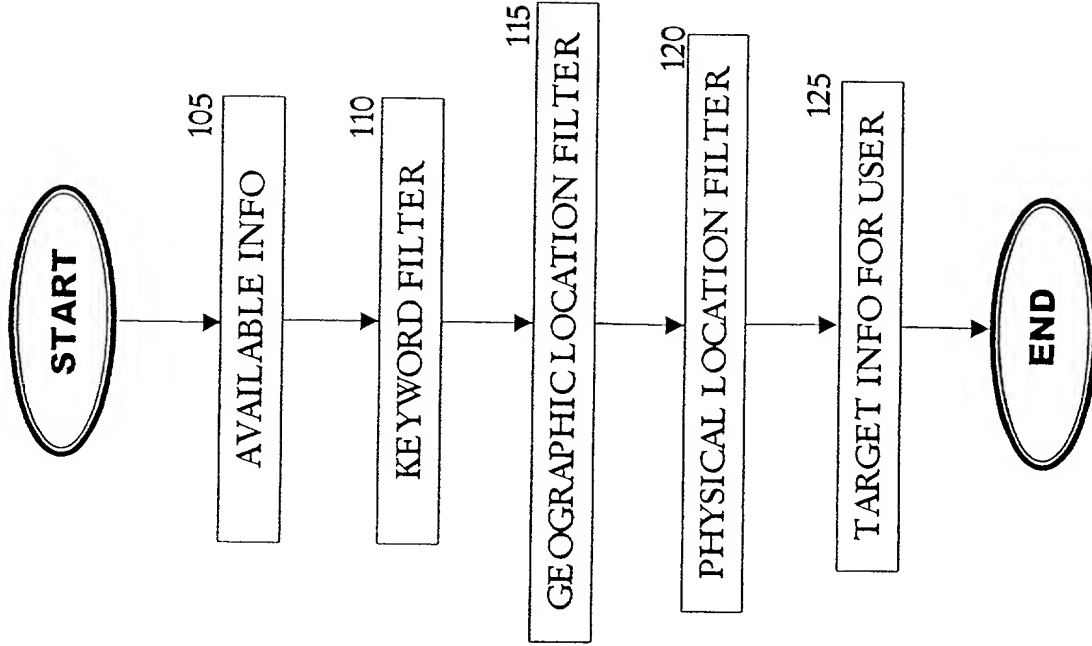 START
105
AVAILABLE INFO
110
KEYWORD FILTER
115
GEOGRAPHIC LOCATION FILTER
120
PHYSICAL LOCATION FILTER
125
TARGET INFO FOR USER
END